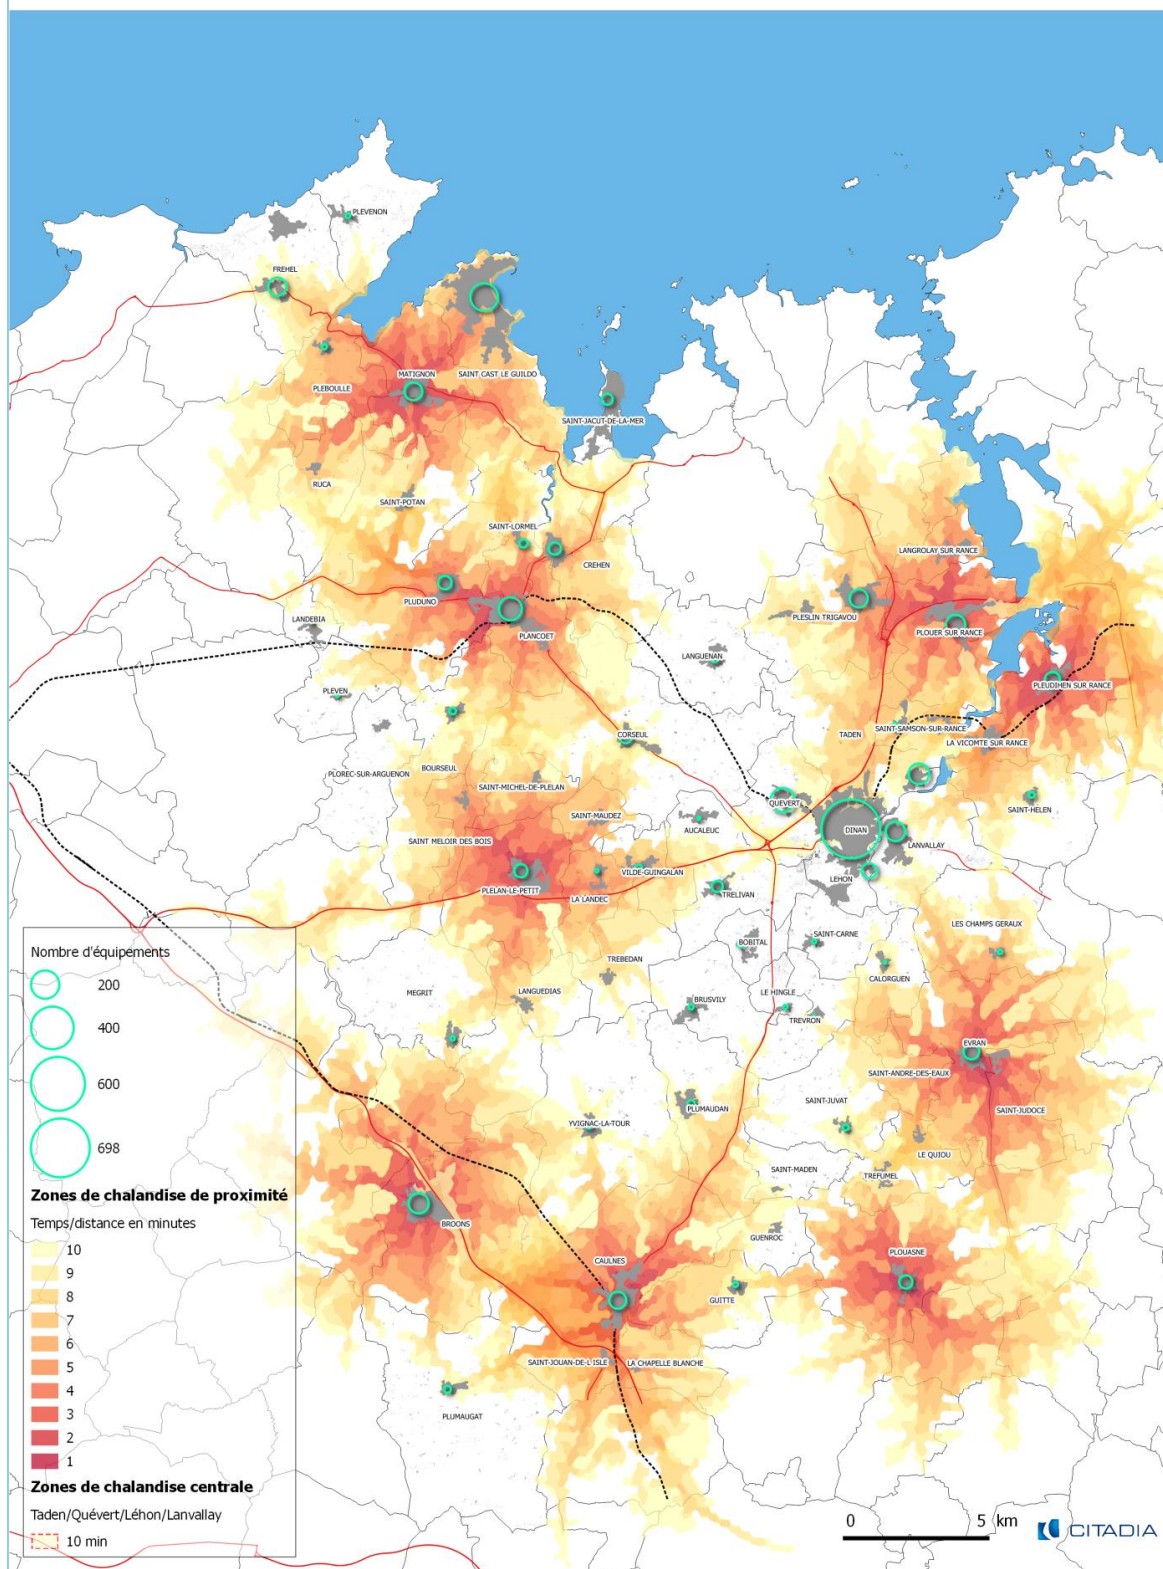 PLEVENON
FREHEL
MATIGNON
SAINT CAST LE GUILDO
PLEBOULLE
SAINT-JACUT-DE-LA-MER
RUCA
SAINT-POTAN
SAINT-LORMEL
CREHEN
LANGROLAY SUR RANCE
PLUDUNO
PLESLIN TRIGAVOU
LANDEBIA
PLANCOET
PLOUER SUR RANCE
LANGUENAN
PLEUDIHEN SUR RANCE
PLEVEN
SAINT-SAMSON-SUR-RANCE
CORSEUL
TADEN
LA VICOMTE SUR RANCE
BOURSEUL
PLOREC-SUR-ARGUENON
SAINT-MICHEL-DE-PLELAN
QUEVERT
SAINT-HELEN
SAINT-MAUDEZ
AUCALEUC
DINAN
SAINT MELOIR DES BOIS
LANVALLAY
VILDE-GUINGALAN
LEHON
PLELAN-LE-PETIT
LA LANDEC
TRELIVAN
LES CHAMPS GERAUX
SAINT-CARNE
BOBITAL
TREBEDAN
CALORGUEN
MEGRIT
LANGUEDIAS
LE HINGLE
BRUSVILY
TREVRON
EVRAN
SAINT-ANDRE-DES-EAUX
SAINT-JUVAT
SAINT-JUDOCE
PLUMAUDAN
YVIGNAC-LA-TOUR
LE QUIOU
SAINT-MADEN
TREFUMEL
BROONS
GUENROC
PLOUASNE
CAULNES
GUITTE
SAINT-JOUAN-DE-L'ISLE
LA CHAPELLE BLANCHE
PLUMAUGAT
Nombre d'équipements
200
400
600
698
Zones de chalandise de proximité
Temps/distance en minutes
10
9
8
7
6
5
4
3
2
1
Zones de chalandise centrale
Taden/Quévert/Léhon/Lanvallay
10 min
0 5 km
CITADIA